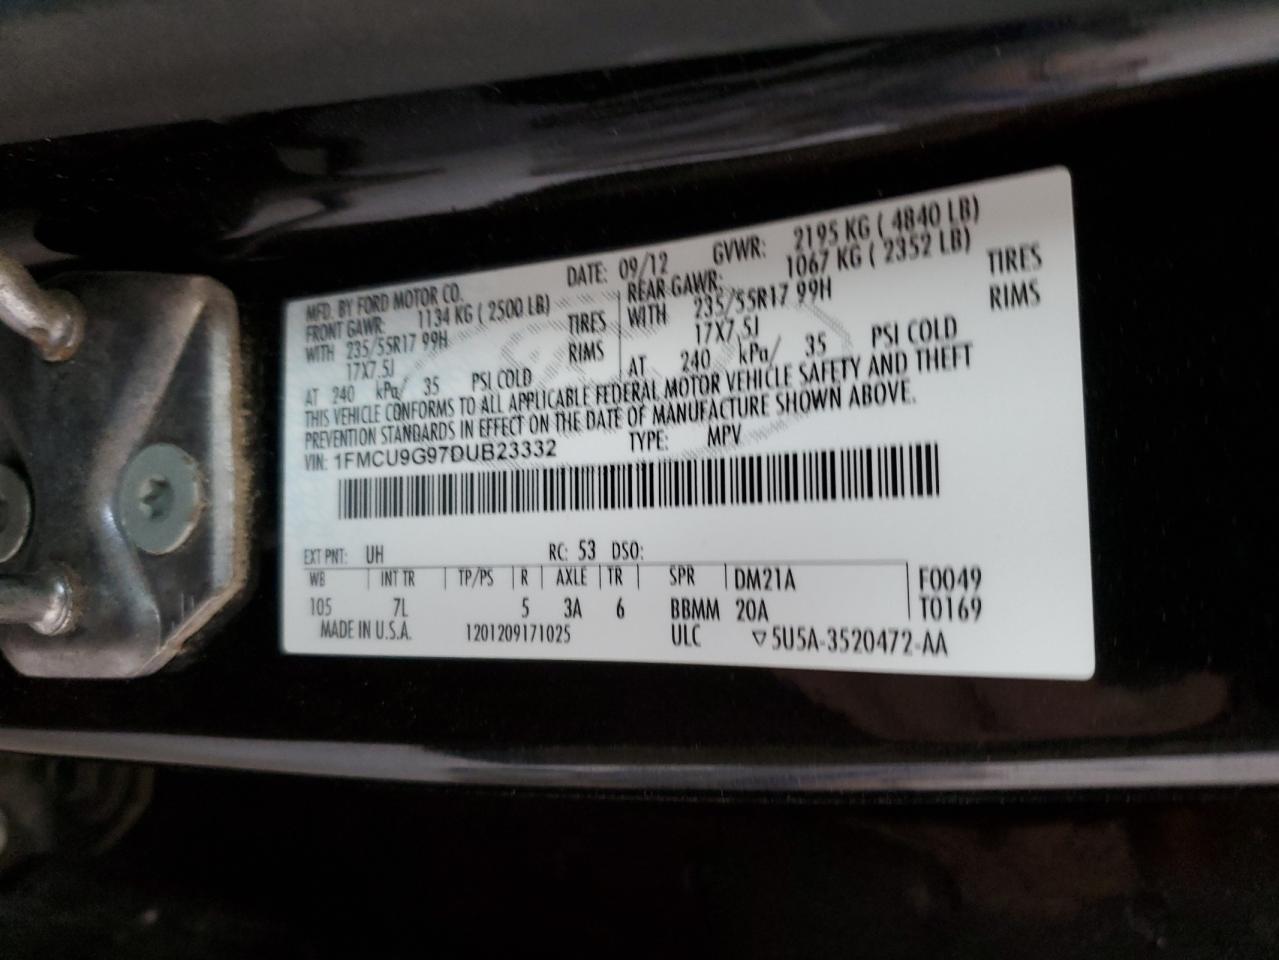 MFD. BY FORD MOTOR CO. DATE: 09/12 GVWR: 2195 KG ( 4840 LB)
FRONT GAWR: 1134 KG ( 2500 LB) REAR GAWR: 1067 KG ( 2352 LB)
WITH 235/55R17 99H TIRES WITH 235/55R17 99H TIRES
17X7.5J RIMS 17X7.5J RIMS
AT 240 kPa/ 35 PSI COLD AT 240 kPa/ 35 PSI COLD
THIS VEHICLE CONFORMS TO ALL APPLICABLE FEDERAL MOTOR VEHICLE SAFETY AND THEFT
PREVENTION STANDARDS IN EFFECT ON THE DATE OF MANUFACTURE SHOWN ABOVE.
VIN: 1FMCU9G97DUB23332 TYPE: MPV
EXT PNT: UH RC: 53 DSO:
WB INT TR TP/PS R AXLE TR SPR DM21A F0049
105 7L 5 3A 6 BBMM 20A T0169
MADE IN U.S.A. 1201209171025 ULC ▽5U5A-3520472-AA